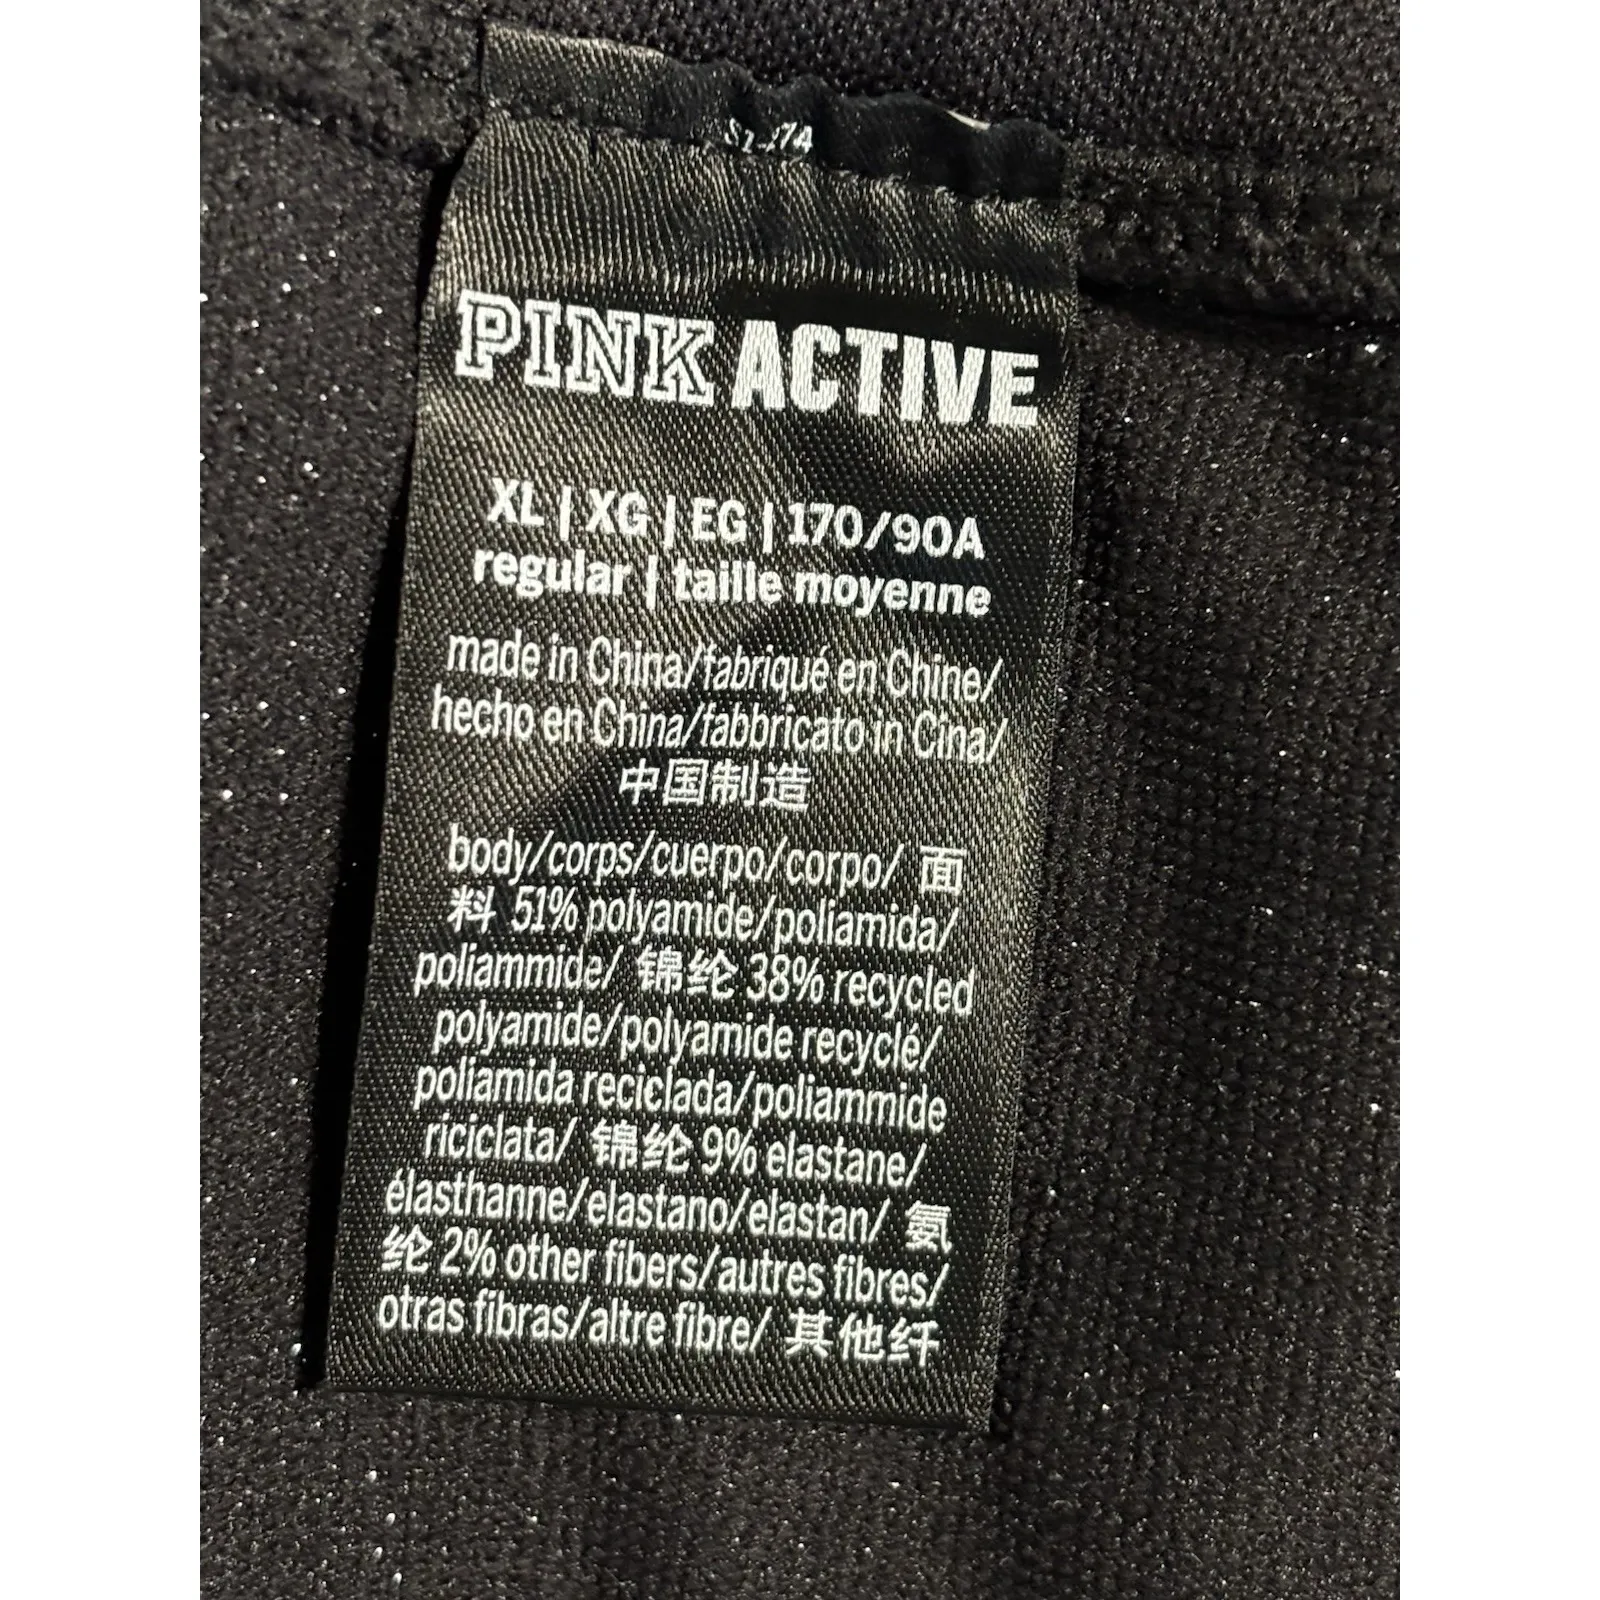 PINK ACTIVE
XL | XG | EG | 170/90A
regular | taille moyenne
made in China/fabriqué en Chine/
hecho en China/fabbricato in Cina/
中国制造
body/corps/cuerpo/corpo/ 面
料 51% polyamide/poliamida/
poliammide/ 锦纶 38% recycled
polyamide/polyamide recyclé/
poliamida reciclada/poliammide
riciclata/ 锦纶 9% elastane/
élasthanne/elastano/elastan/ 氨
纶 2% other fibers/autres fibres/
otras fibras/altre fibre/ 其他纤